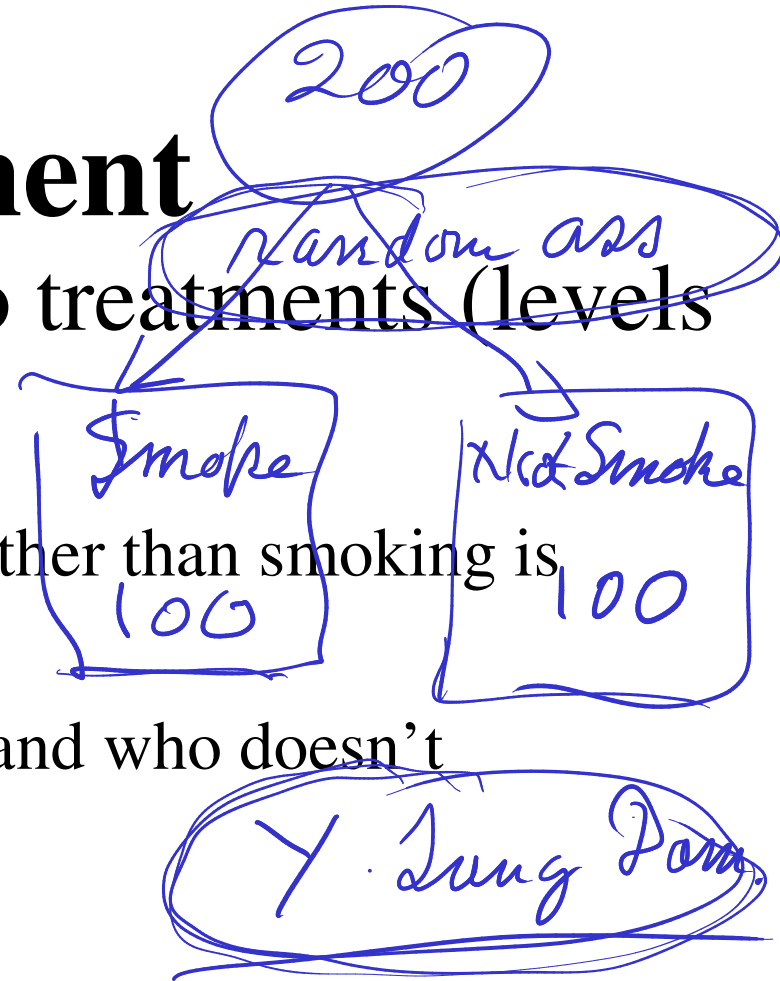 200
nent
random ass
o treatments (levels
Smoke Not Smoke
ther than smoking is
100 100
and who doesn’t
Y. Lung Dam.